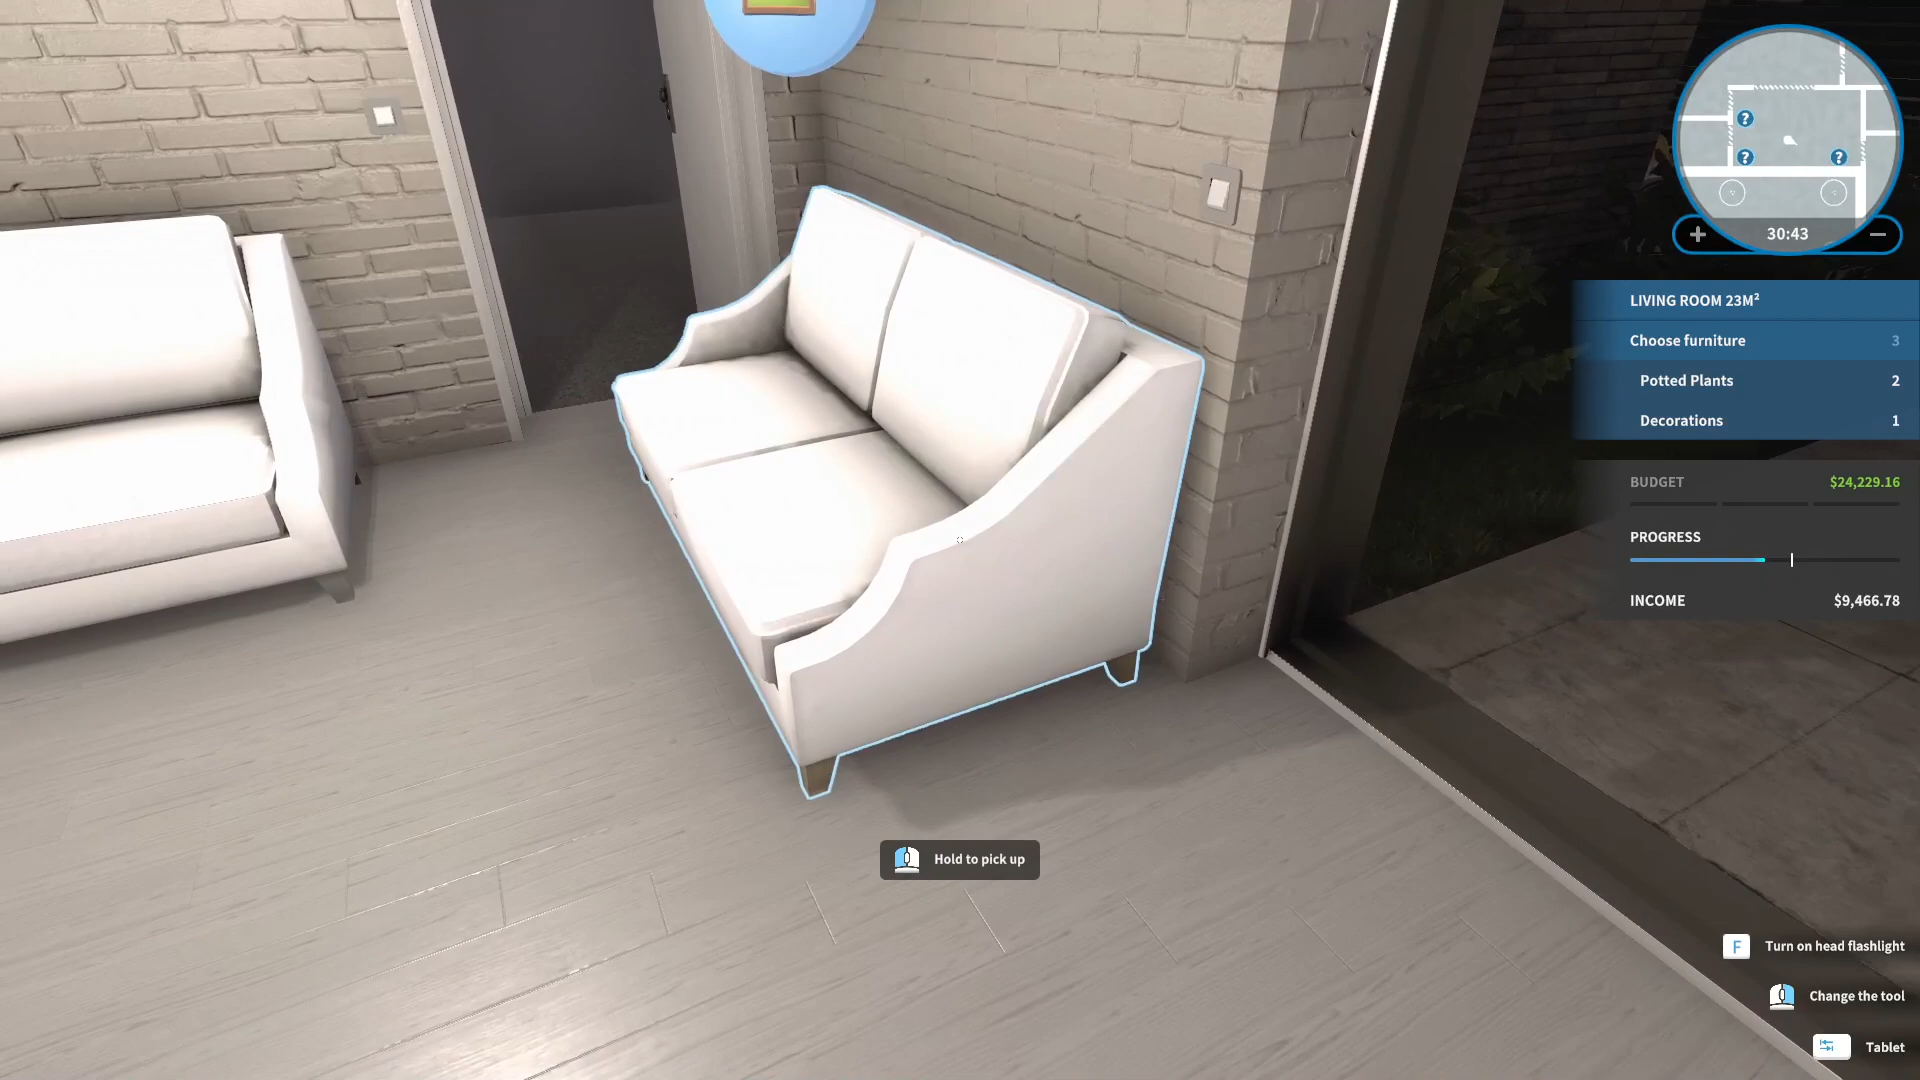 ?
?
?
+ 30:43 −
LIVING ROOM 23M²
Choose furniture 3
Potted Plants 2
Decorations 1
BUDGET $24,229.16
PROGRESS
INCOME $9,466.78
Hold to pick up
F Turn on head flashlight
Change the tool
Tablet